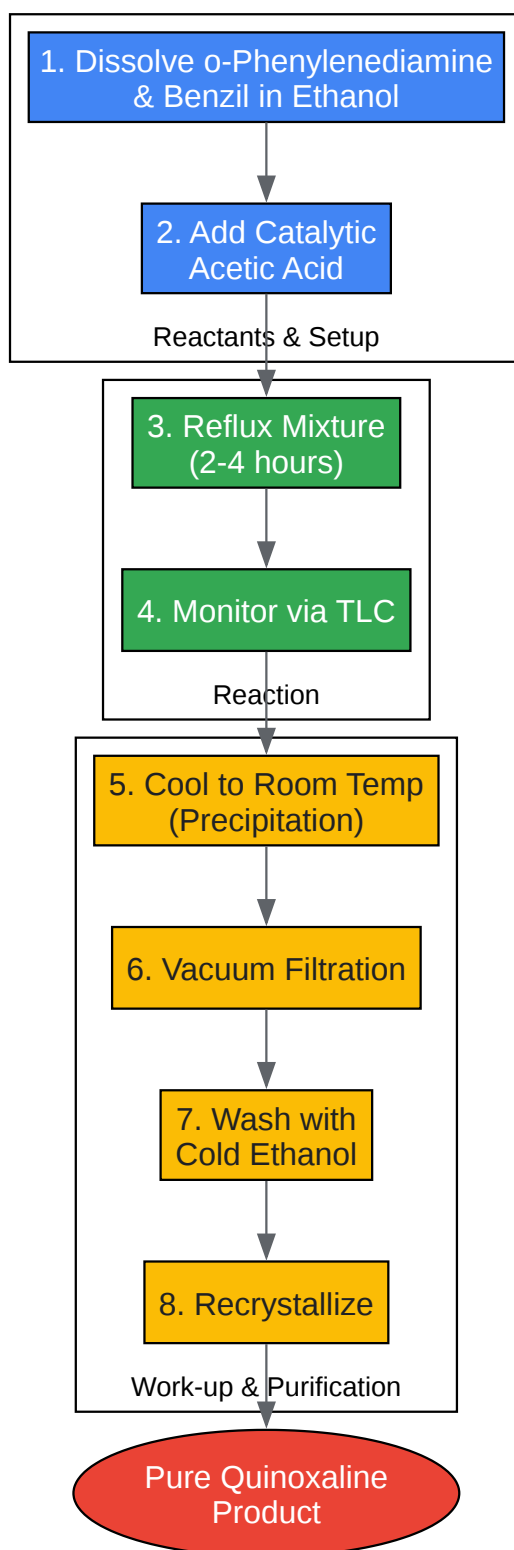 1. Dissolve o-Phenylenediamine
& Benzil in Ethanol
2. Add Catalytic
Acetic Acid
Reactants & Setup
3. Reflux Mixture
(2-4 hours)
4. Monitor via TLC
Reaction
5. Cool to Room Temp
(Precipitation)
6. Vacuum Filtration
7. Wash with
Cold Ethanol
8. Recrystallize
Work-up & Purification
Pure Quinoxaline
Product